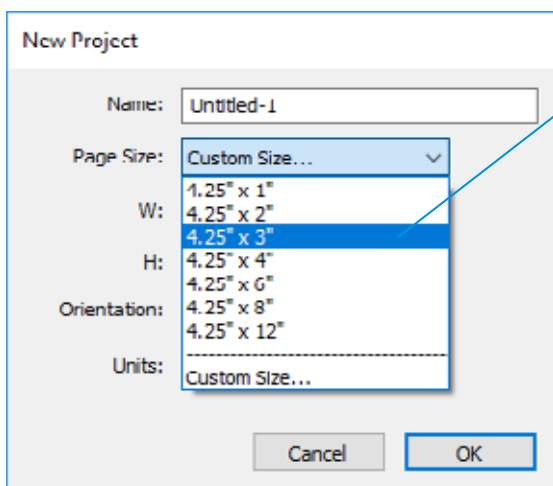 New Project
Name: Untitled-1
Page Size: Custom Size...
4.25" x 1"
W: 4.25" x 2"
4.25" x 3"
H: 4.25" x 4"
4.25" x 6"
Orientation: 4.25" x 8"
4.25" x 12"
Units: Custom Size...
Cancel OK